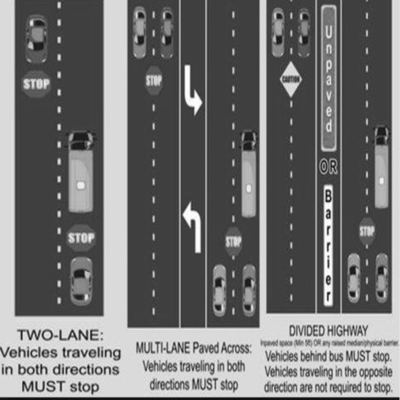 STOP
STOP
STOP
STOP
CAUTION
Unpaved
OR
Barrier
STOP
TWO-LANE:
Vehicles traveling
in both directions
MUST stop
MULTI-LANE Paved Across:
Vehicles traveling in both
directions MUST stop
DIVIDED HIGHWAY
npaved space (Min 5ft) OR any raised median/physical barrier.
Vehicles behind bus MUST stop.
Vehicles traveling in the opposite
direction are not required to stop.